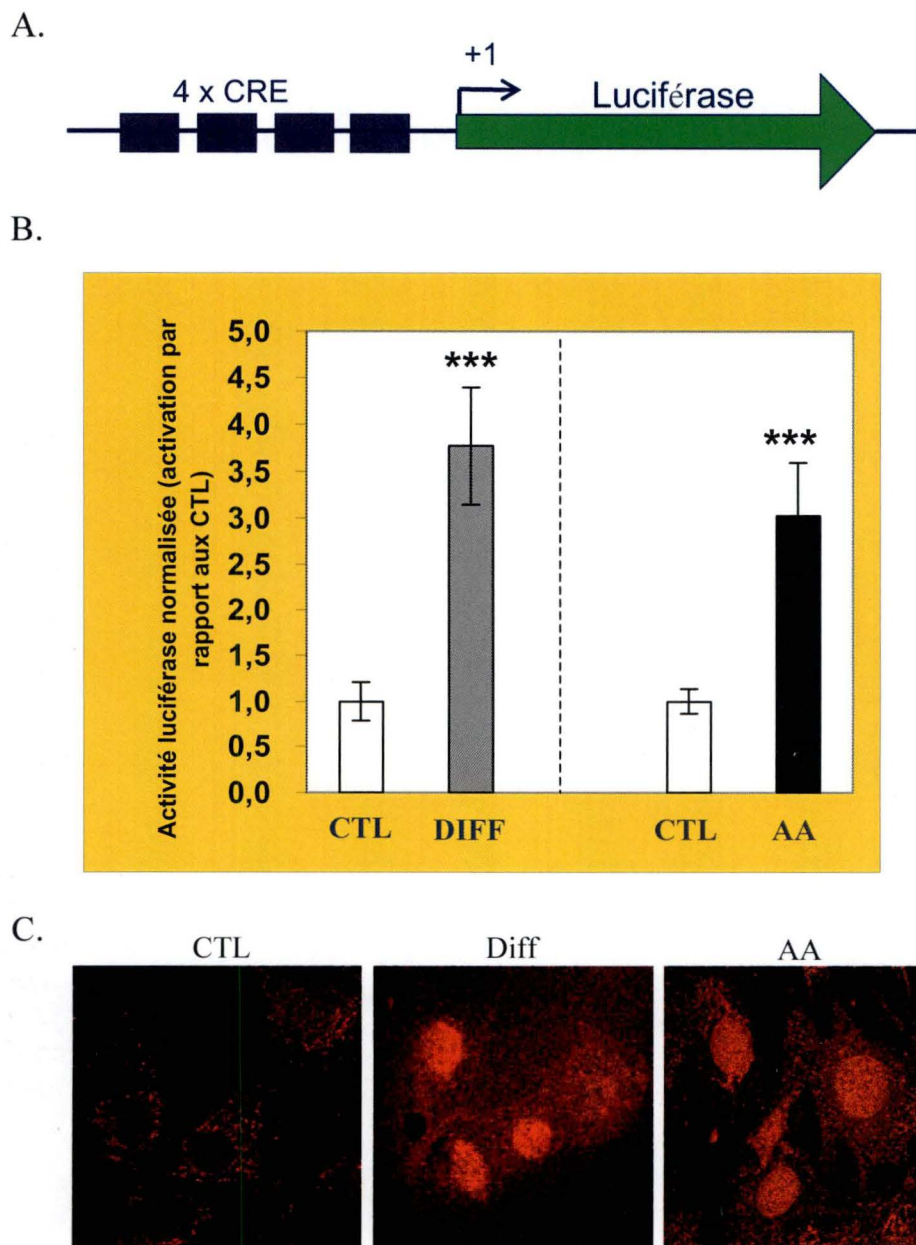 A.
4 x CRE
+1
Luciférase
B.
Activité luciférase normalisée (activation par
rapport aux CTL)
5,0
4,5
4,0
3,5
3,0
2,5
2,0
1,5
1,0
0,5
0,0
***
***
CTL DIFF CTL AA
C.
CTL Diff AA